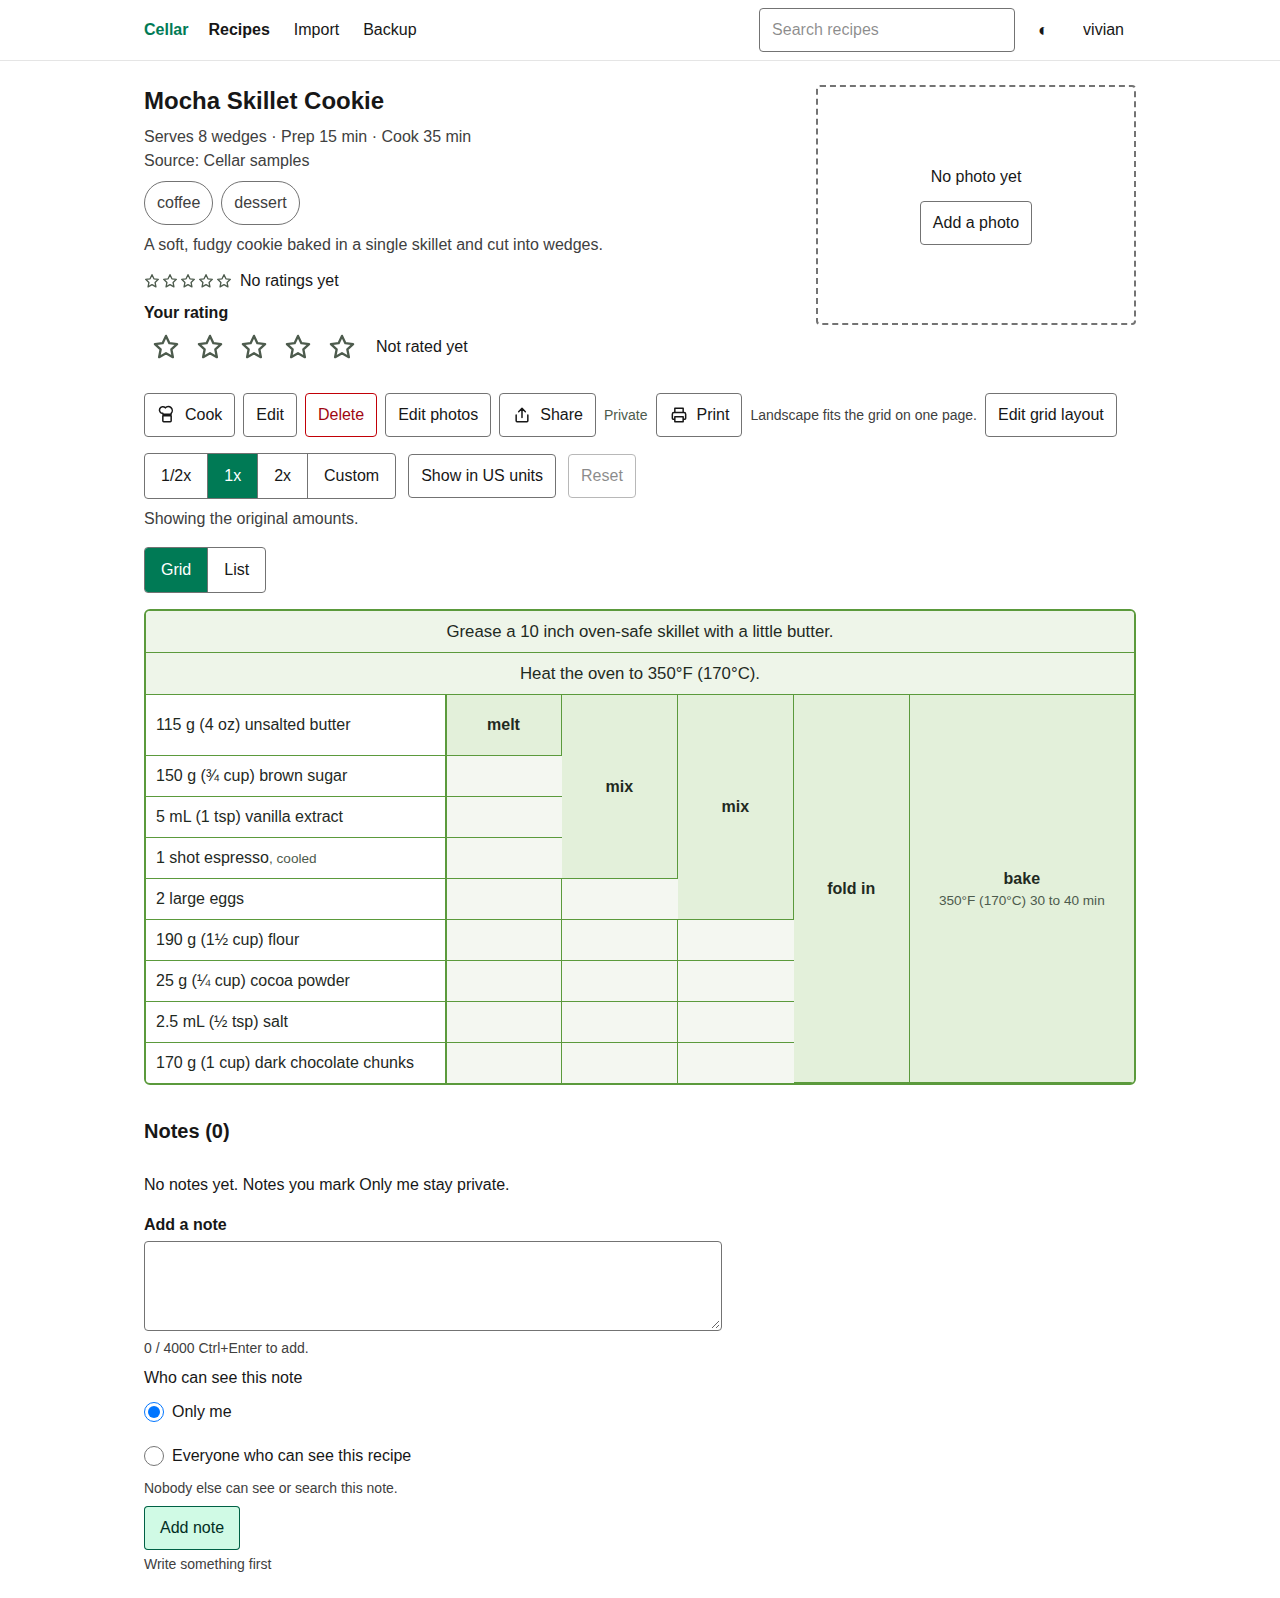 Cellar Recipes Import Backup Search recipes vivian
Mocha Skillet Cookie
Serves 8 wedges · Prep 15 min · Cook 35 min
Source: Cellar samples
coffee dessert
A soft, fudgy cookie baked in a single skillet and cut into wedges.
No ratings yet
Your rating
Not rated yet
No photo yet
Add a photo
Cook Edit Delete Edit photos Share Private Print Landscape fits the grid on one page. Edit grid layout
1/2x 1x 2x Custom Show in US units Reset
Showing the original amounts.
Grid List
Grease a 10 inch oven-safe skillet with a little butter.
Heat the oven to 350°F (170°C).
115 g (4 oz) unsalted butter melt
150 g (¾ cup) brown sugar
mix
mix
5 mL (1 tsp) vanilla extract
1 shot espresso, cooled
fold in
bake
350°F (170°C) 30 to 40 min
2 large eggs
190 g (1½ cup) flour
25 g (¼ cup) cocoa powder
2.5 mL (½ tsp) salt
170 g (1 cup) dark chocolate chunks
Notes (0)
No notes yet. Notes you mark Only me stay private.
Add a note
0 / 4000 Ctrl+Enter to add.
Who can see this note
Only me
Everyone who can see this recipe
Nobody else can see or search this note.
Add note
Write something first